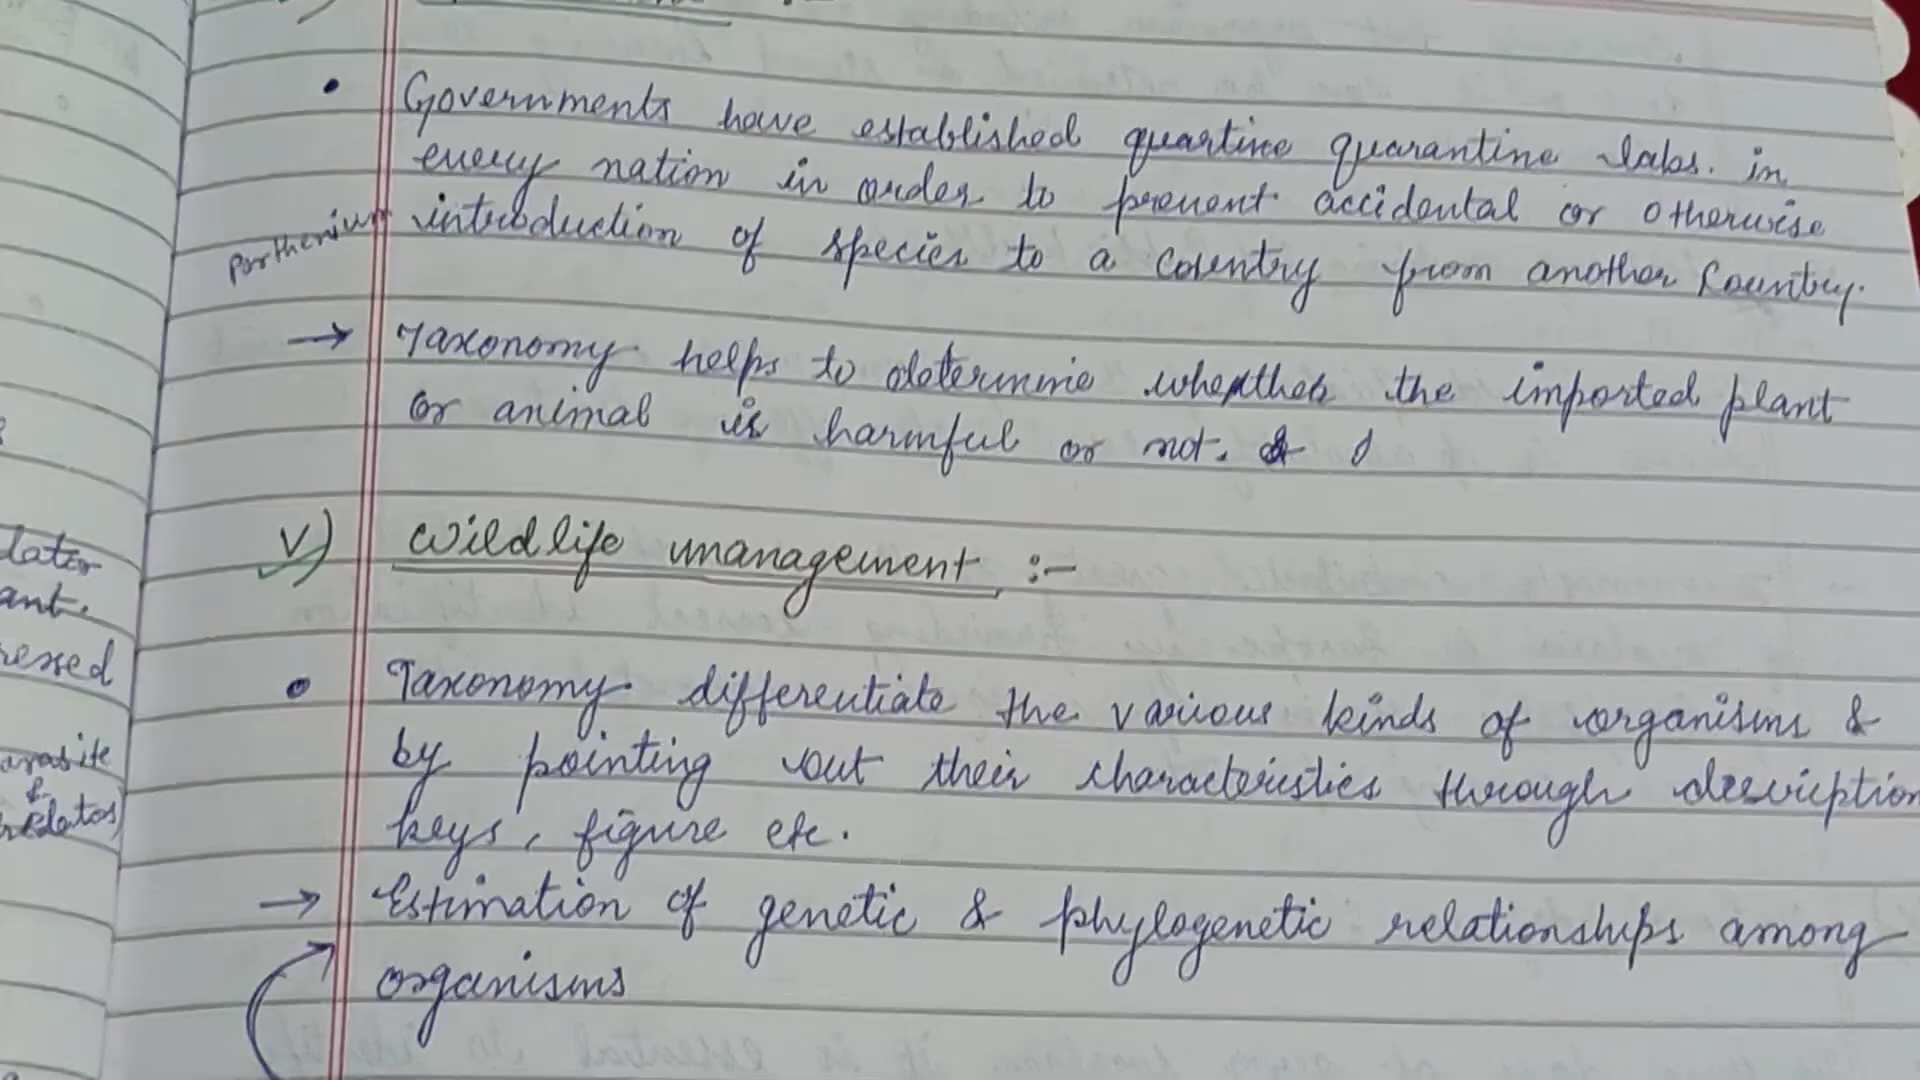 • Governments have established quartine quarantine labs. in
every nation in order to prevent accidental or otherwise
parthenium
introduction of species to a country from another Country.
→ Taxonomy helps to determine whether the imported plant
or animal is harmful or not. &
V) Wildlife management :-
• Taxonomy differentiate the various kinds of organisms &
by pointing out their characteristics through description
keys, figure etc.
→ Estimation of genetic & phylogenetic relationships among
organisms